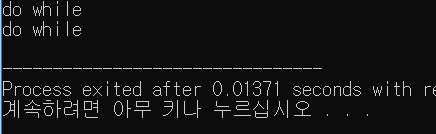 do while
do while
--------------------------------
Process exited after 0.01371 seconds with re
계속하려면 아무 키나 누르십시오 . . .